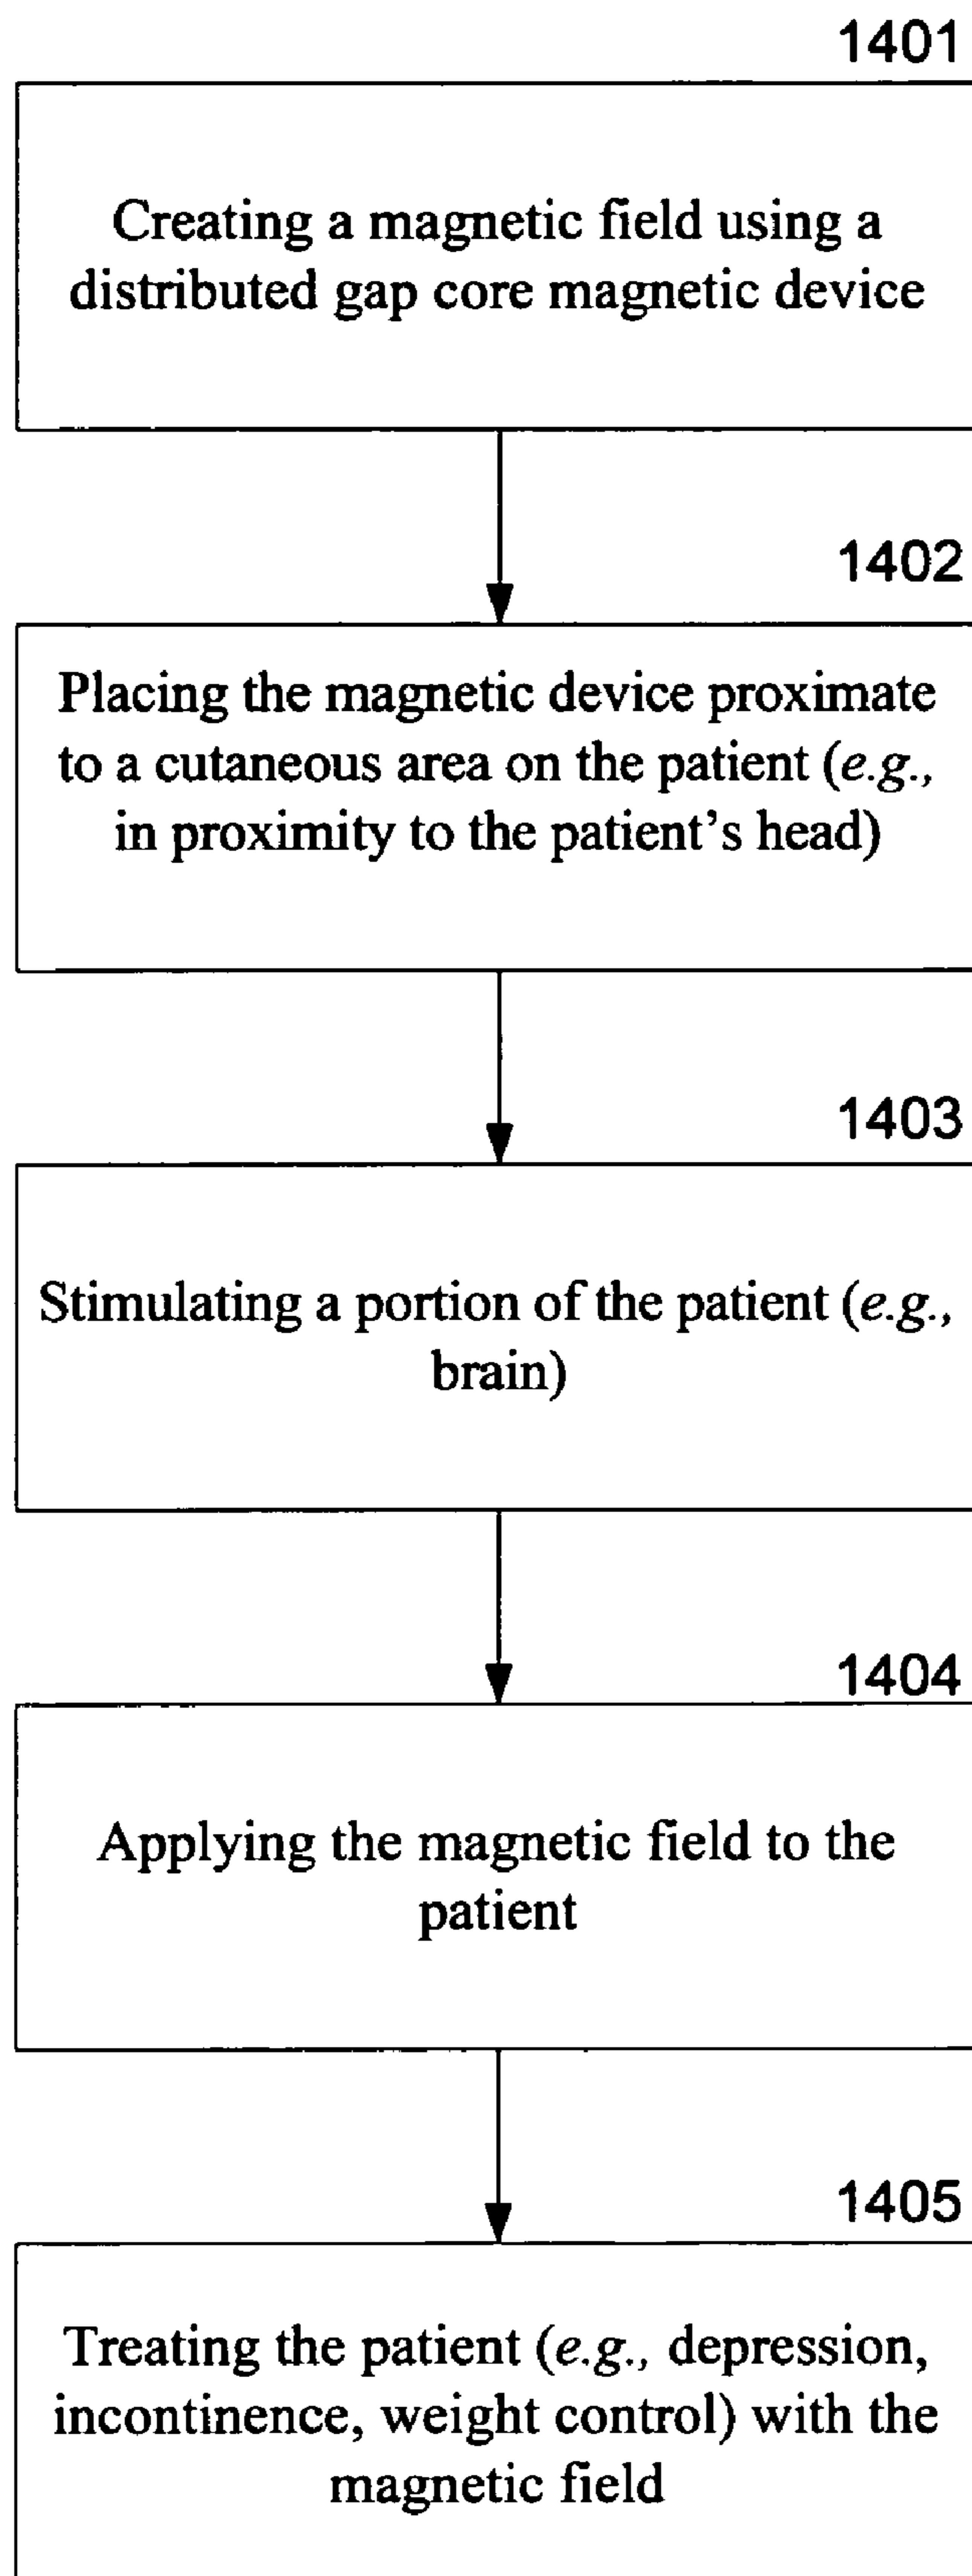 1401
Creating a magnetic field using a
distributed gap core magnetic device
1402
Placing the magnetic device proximate
to a cutaneous area on the patient (e.g.,
in proximity to the patient's head)
1403
Stimulating a portion of the patient (e.g.,
brain)
1404
Applying the magnetic field to the
patient
1405
Treating the patient (e.g., depression,
incontinence, weight control) with the
magnetic field